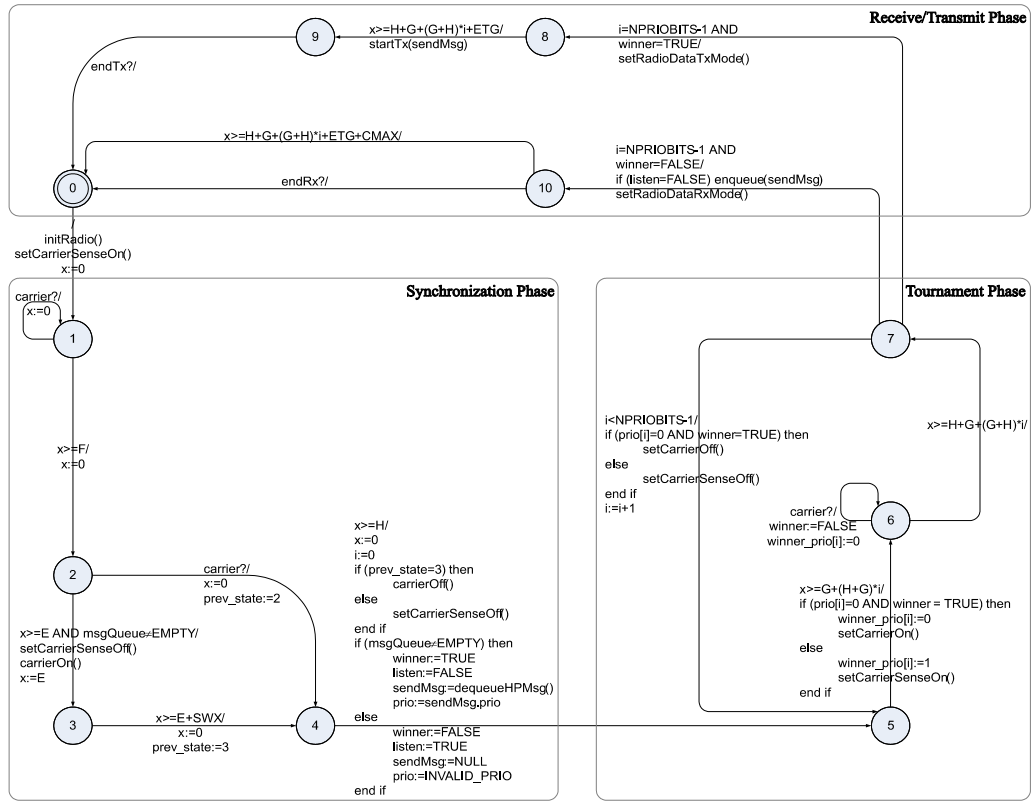 Receive/Transmit Phase
9
x>=H+G+(G+H)*i+ETG/
startTx(sendMsg)
8
i=NPRIOBITS-1 AND
winner=TRUE/
setRadioDataTxMode()
endTx?/
x>=H+G+(G+H)*i+ETG+CMAX/
i=NPRIOBITS-1 AND
winner=FALSE/
if (listen=FALSE) enqueue(sendMsg)
setRadioDataRxMode()
0
endRx?/
10
/
initRadio()
setCarrierSenseOn()
x:=0
Synchronization Phase
carrier?/
x:=0
1
x>=F/
x:=0
2
carrier?/
x:=0
prev_state:=2
x>=E AND msgQueue≠EMPTY/
setCarrierSenseOff()
carrierOn()
x:=E
3
x>=E+SWX/
x:=0
prev_state:=3
4
x>=H/
x:=0
i:=0
if (prev_state=3) then
carrierOff()
else
setCarrierSenseOff()
end if
if (msgQueue≠EMPTY) then
winner:=TRUE
listen:=FALSE
sendMsg:=dequeueHPMsg()
prio:=sendMsg.prio
else
winner:=FALSE
listen:=TRUE
sendMsg:=NULL
prio:=INVALID_PRIO
end if
Tournament Phase
7
i<NPRIOBITS-1/
if (prio[i]=0 AND winner=TRUE) then
setCarrierOff()
else
setCarrierSenseOff()
end if
i:=i+1
x>=H+G+(G+H)*i/
carrier?/
winner:=FALSE
winner_prio[i]:=0
6
x>=G+(H+G)*i/
if (prio[i]=0 AND winner = TRUE) then
winner_prio[i]:=0
setCarrierOn()
else
winner_prio[i]:=1
setCarrierSenseOn()
end if
5